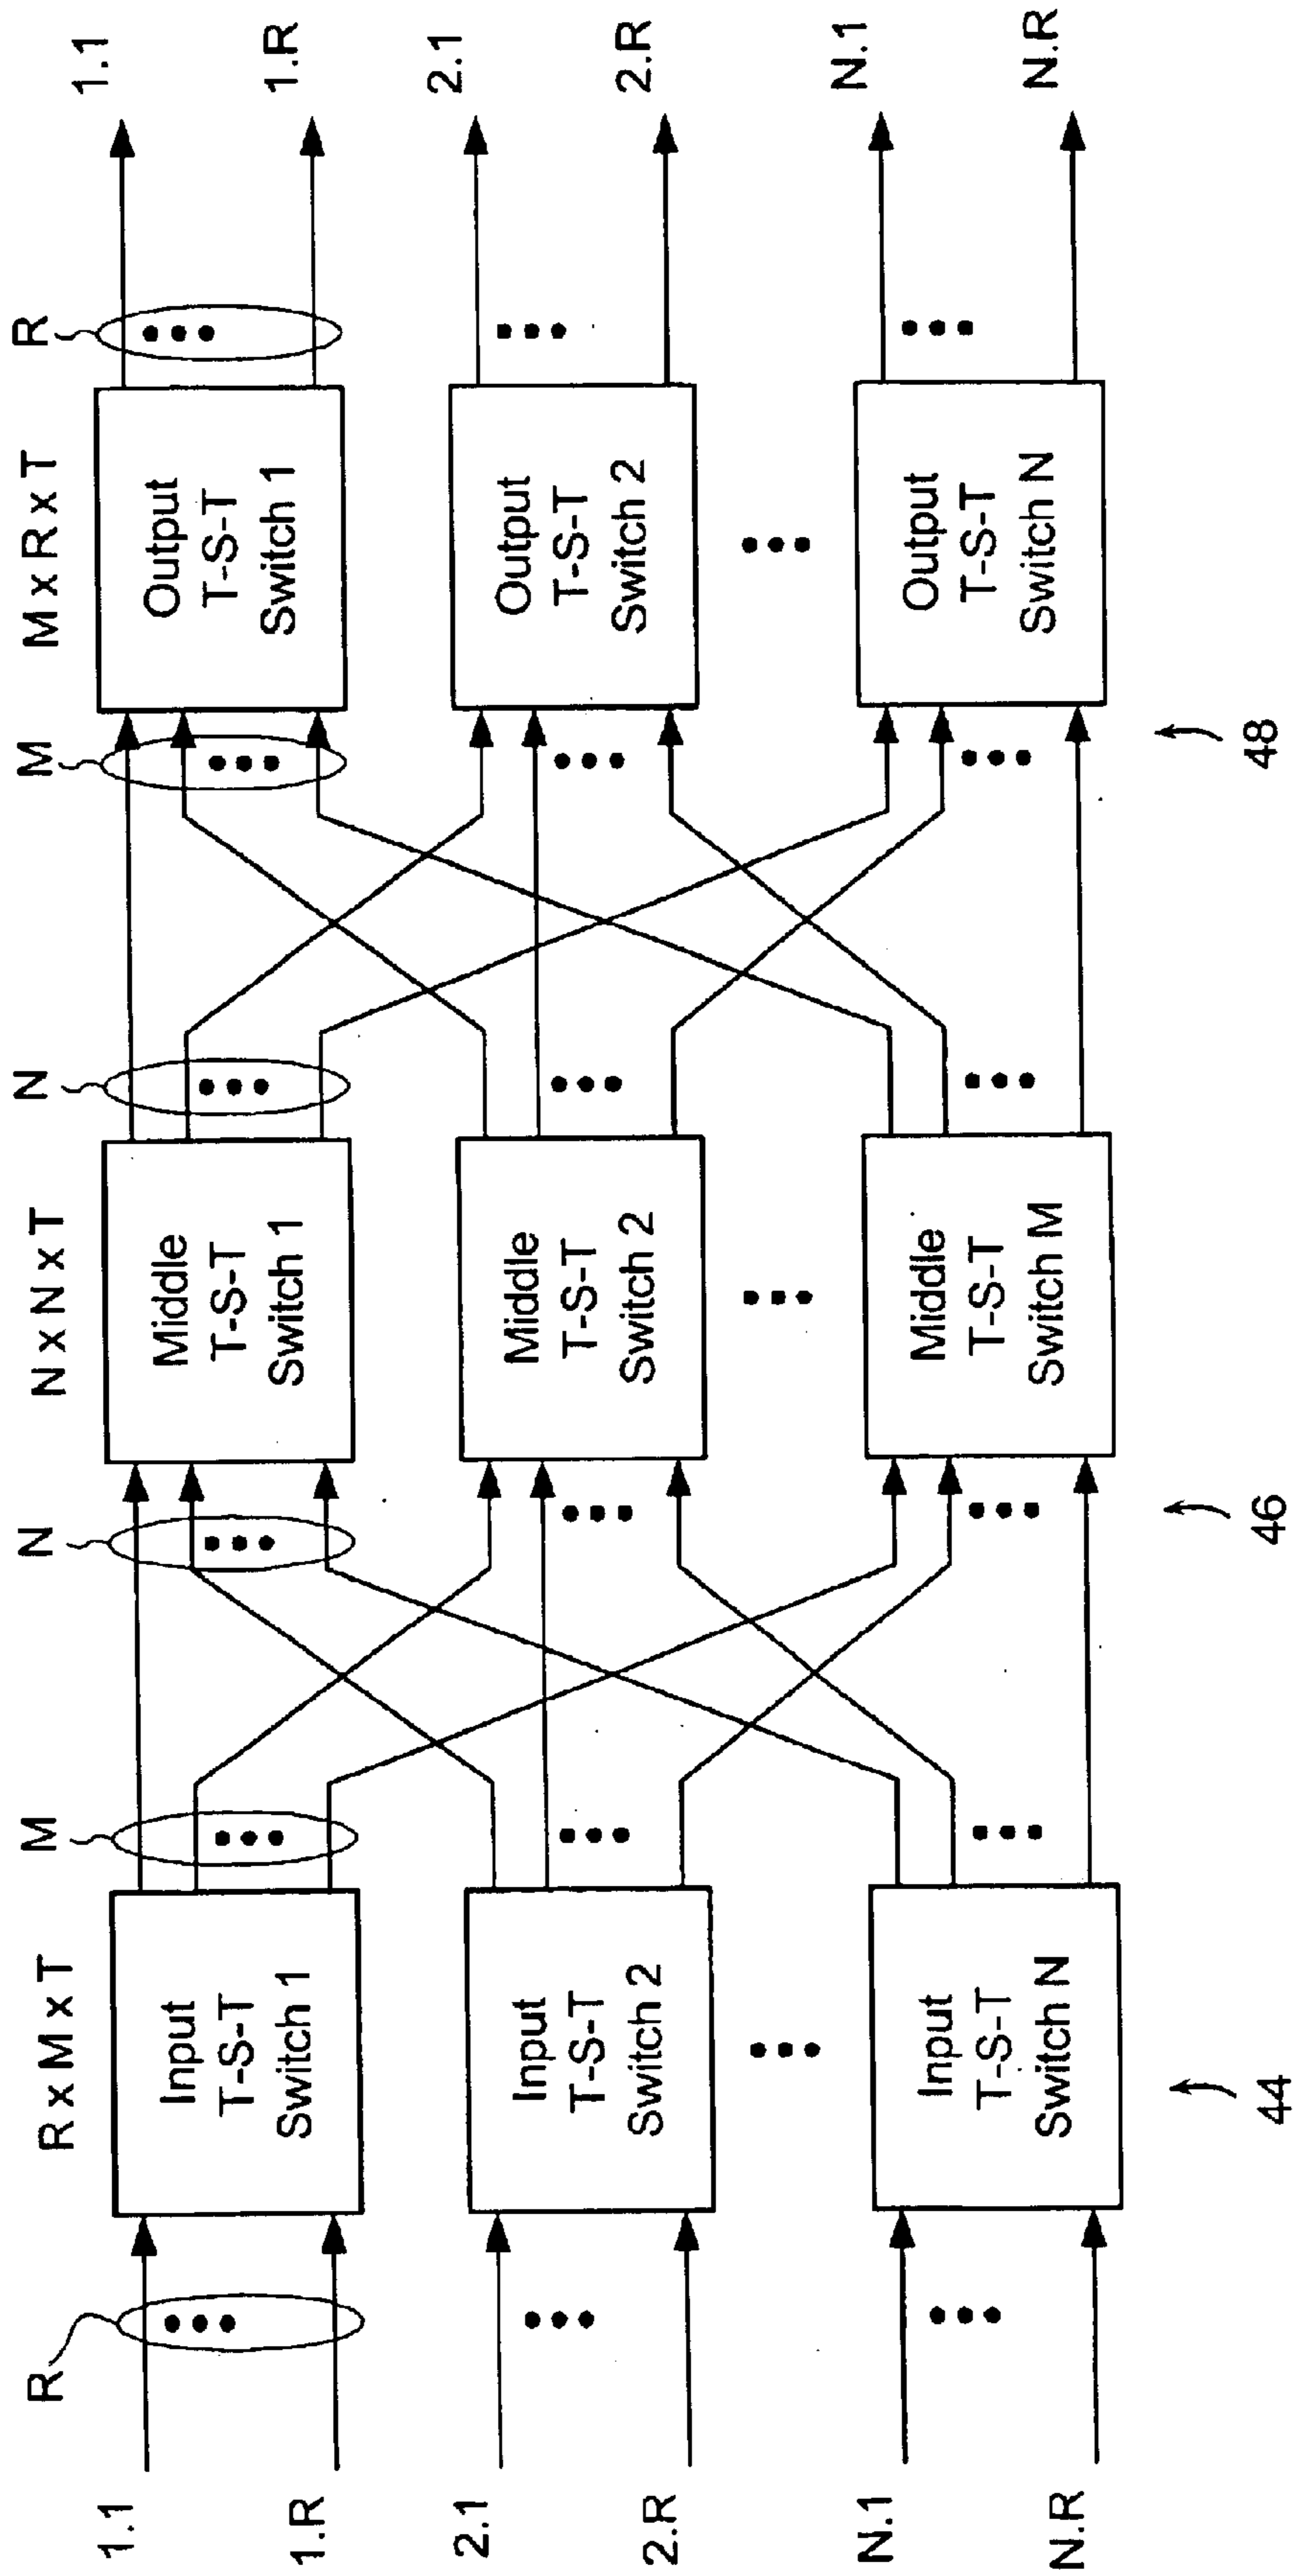 R x M x T
N x N x T
M x R x T
R
M
N
N
M
R
1.1
1.R
Input
T-S-T
Switch 1
Middle
T-S-T
Switch 1
Output
T-S-T
Switch 1
1.1
1.R
2.1
2.R
Input
T-S-T
Switch 2
Middle
T-S-T
Switch 2
Output
T-S-T
Switch 2
2.1
2.R
N.1
N.R
Input
T-S-T
Switch N
Middle
T-S-T
Switch M
Output
T-S-T
Switch N
N.1
N.R
44
46
48